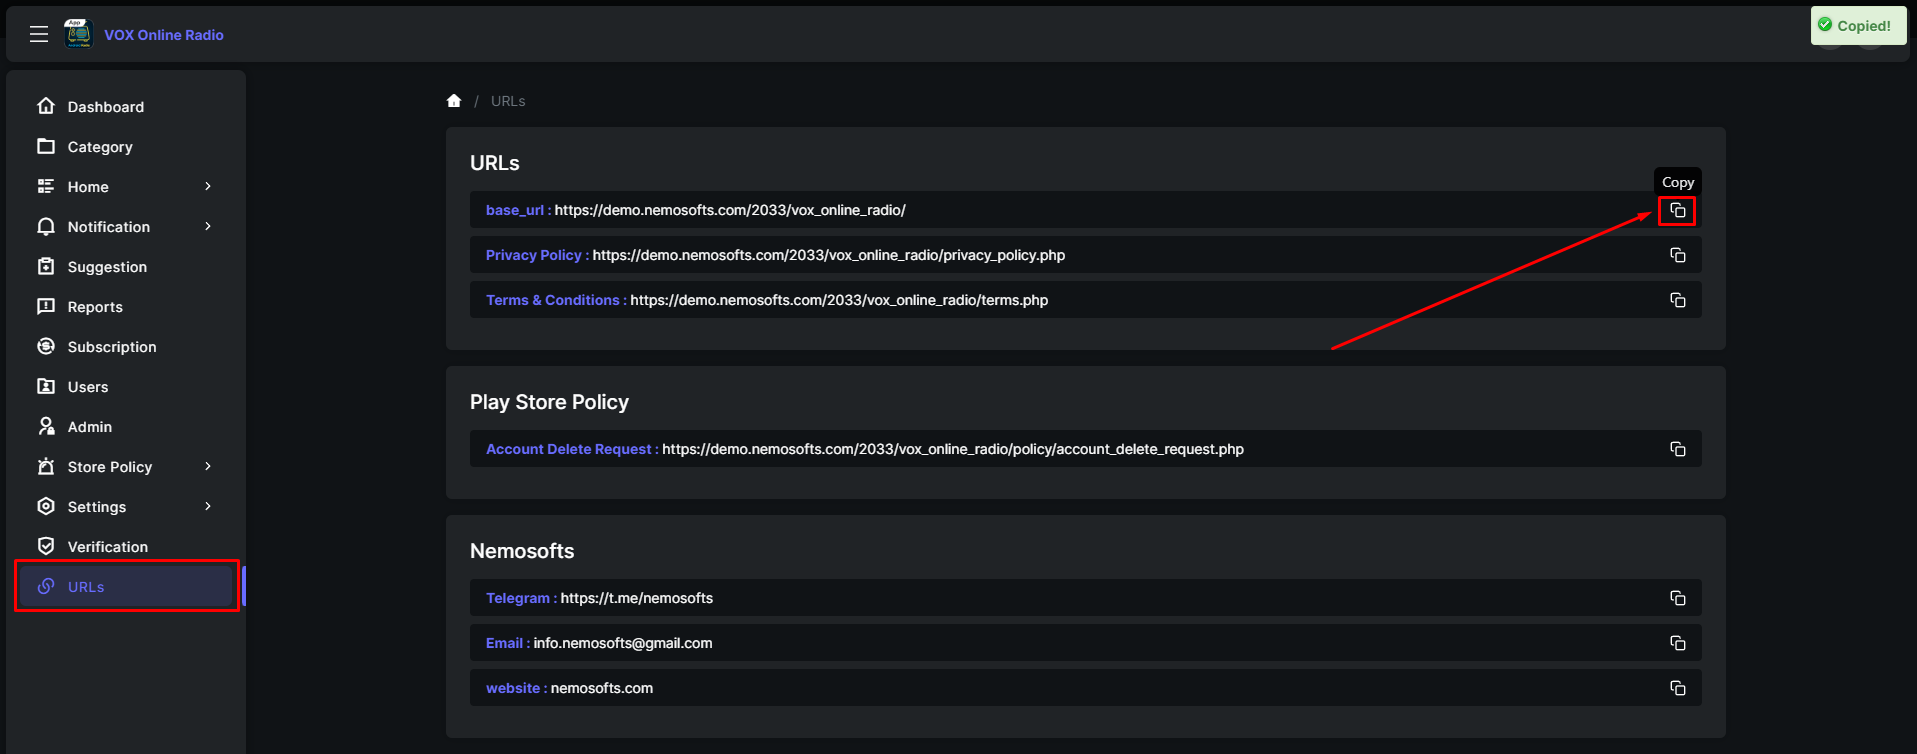 VOX Online Radio
Copied!
Dashboard
Category
Home
Notification
Suggestion
Reports
Subscription
Users
Admin
Store Policy
Settings
Verification
URLs
/ URLs
URLs
Copy
base_url : https://demo.nemosofts.com/2033/vox_online_radio/
Privacy Policy : https://demo.nemosofts.com/2033/vox_online_radio/privacy_policy.php
Terms & Conditions : https://demo.nemosofts.com/2033/vox_online_radio/terms.php
Play Store Policy
Account Delete Request : https://demo.nemosofts.com/2033/vox_online_radio/policy/account_delete_request.php
Nemosofts
Telegram : https://t.me/nemosofts
Email : info.nemosofts@gmail.com
website : nemosofts.com